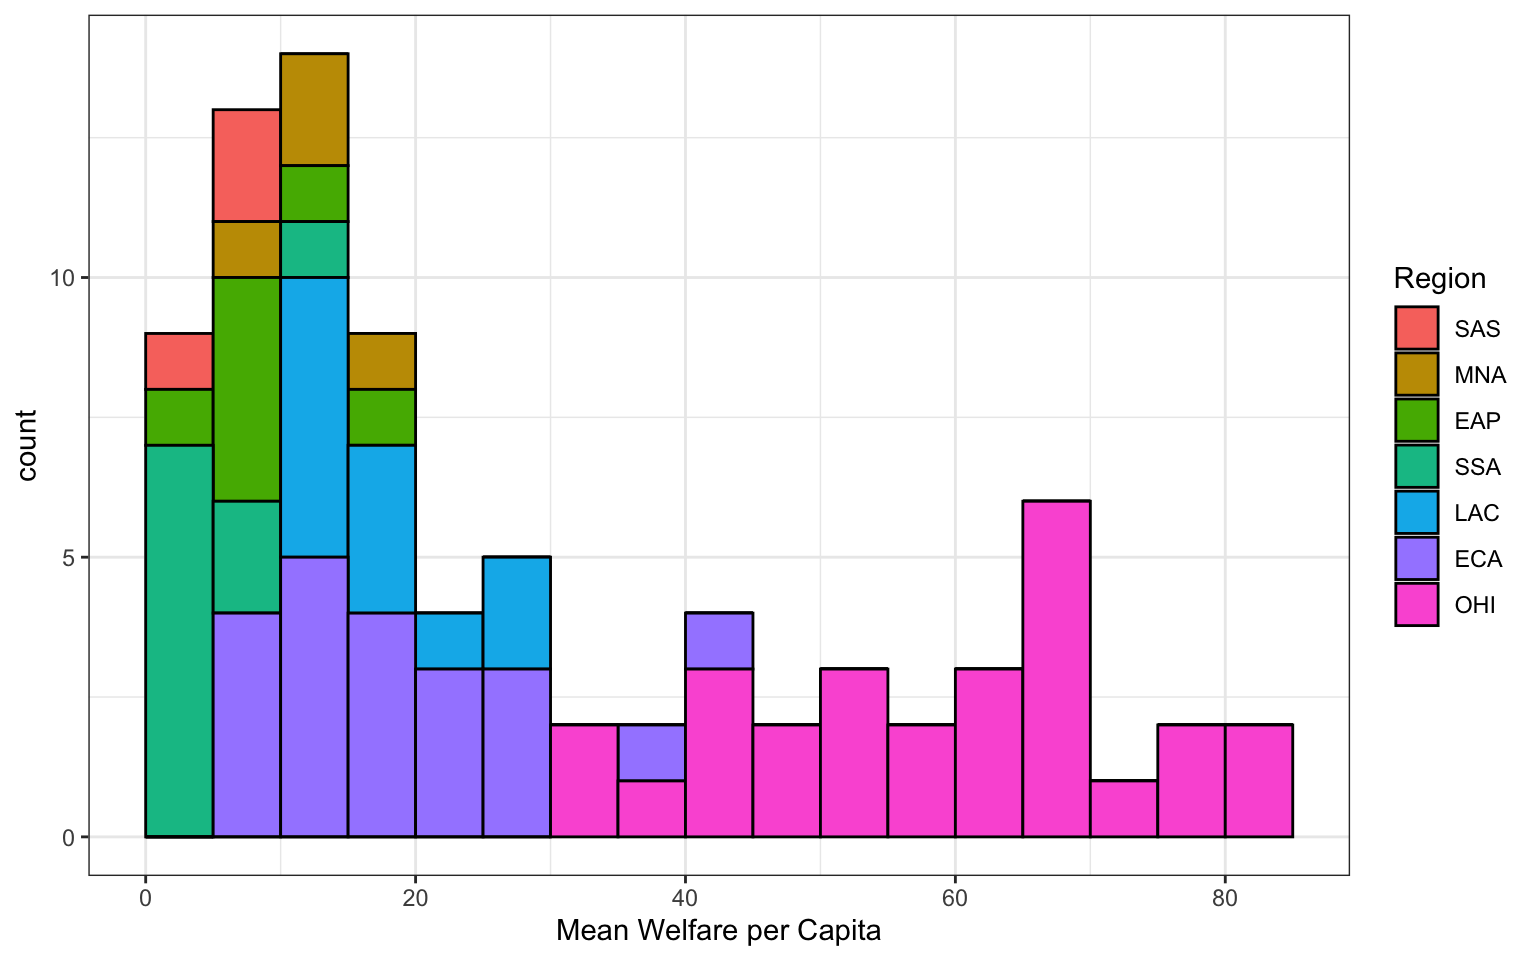 10
5
0
count
0 20 40 60 80
Mean Welfare per Capita
Region
SAS
MNA
EAP
SSA
LAC
ECA
OHI